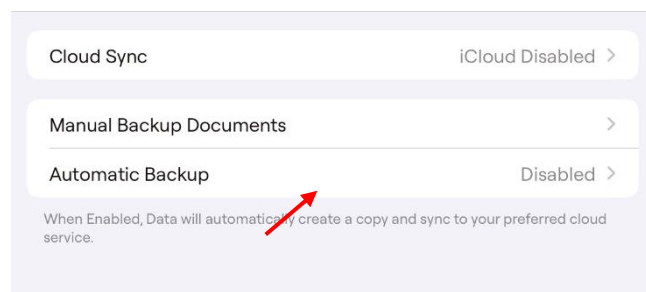 Cloud Sync iCloud Disabled >
Manual Backup Documents >
Automatic Backup Disabled >
When Enabled, Data will automatically create a copy and sync to your preferred cloud
service.